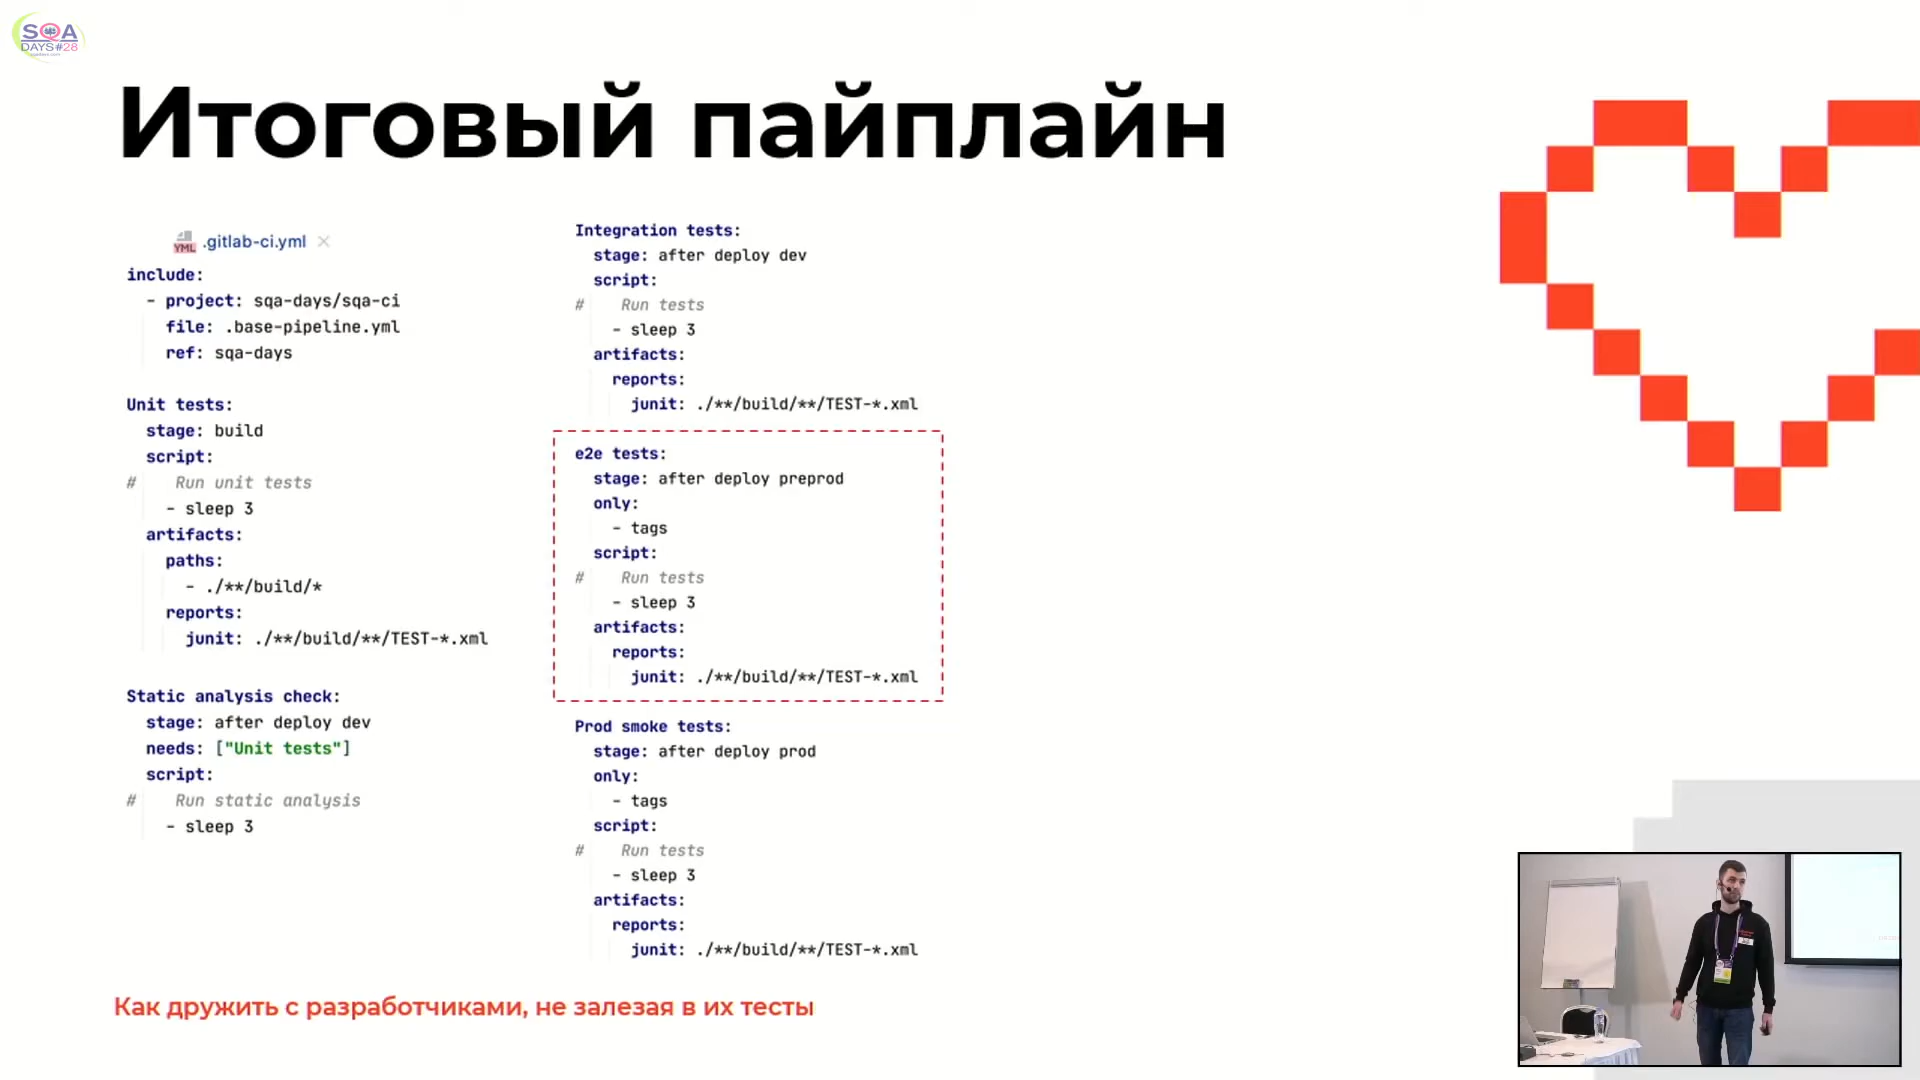 SQA
DAYS#28
Итоговый пайплайн
YML .gitlab-ci.yml
include:
- project: sqa-days/sqa-ci
file: .base-pipeline.yml
ref: sqa-days
Unit tests:
stage: build
script:
# Run unit tests
- sleep 3
artifacts:
paths:
- ./**/build/*
reports:
junit: ./**/build/**/TEST-*.xml
Static analysis check:
stage: after deploy dev
needs: ["Unit tests"]
script:
# Run static analysis
- sleep 3
Integration tests:
stage: after deploy dev
script:
# Run tests
- sleep 3
artifacts:
reports:
junit: ./**/build/**/TEST-*.xml
e2e tests:
stage: after deploy preprod
only:
- tags
script:
# Run tests
- sleep 3
artifacts:
reports:
junit: ./**/build/**/TEST-*.xml
Prod smoke tests:
stage: after deploy prod
only:
- tags
script:
# Run tests
- sleep 3
artifacts:
reports:
junit: ./**/build/**/TEST-*.xml
Как дружить с разработчиками, не залезая в их тесты